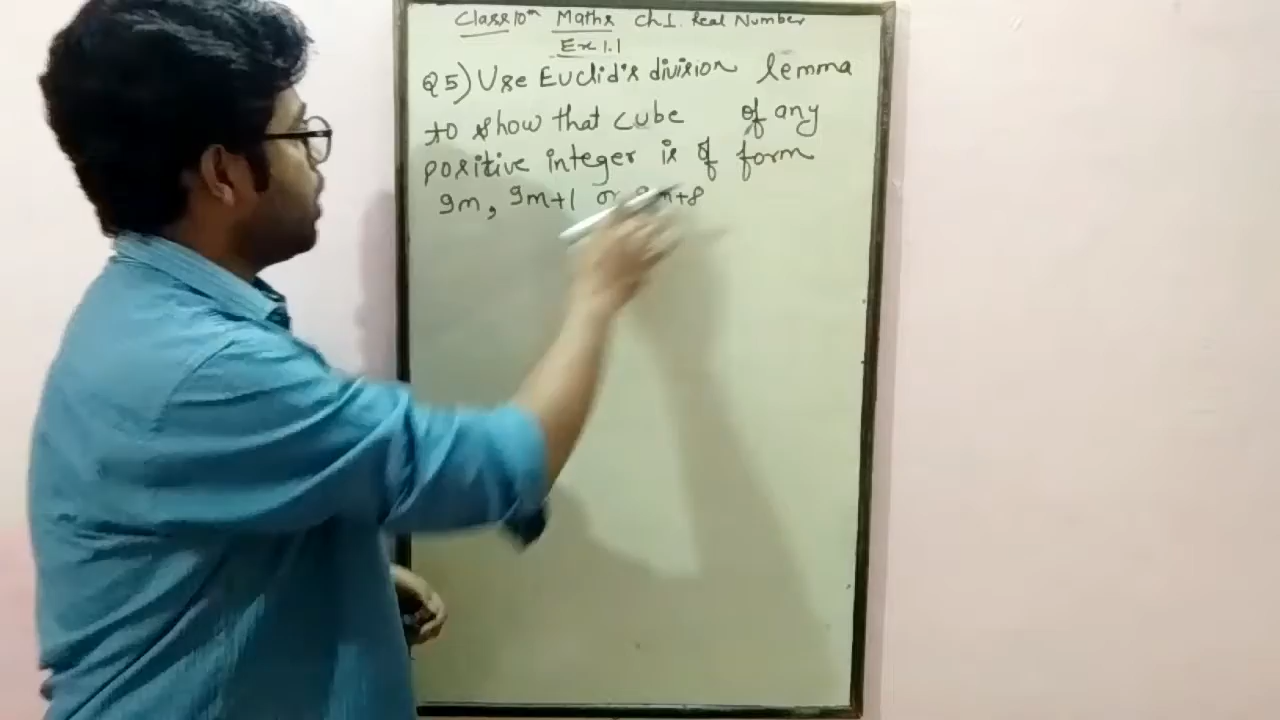 Class 10th Maths Ch 1. Real Number
Ex 1.1
Q5) Use Euclid's division lemma
to show that cube of any
positive integer is of form
9m, 9m+1 or 9m+8